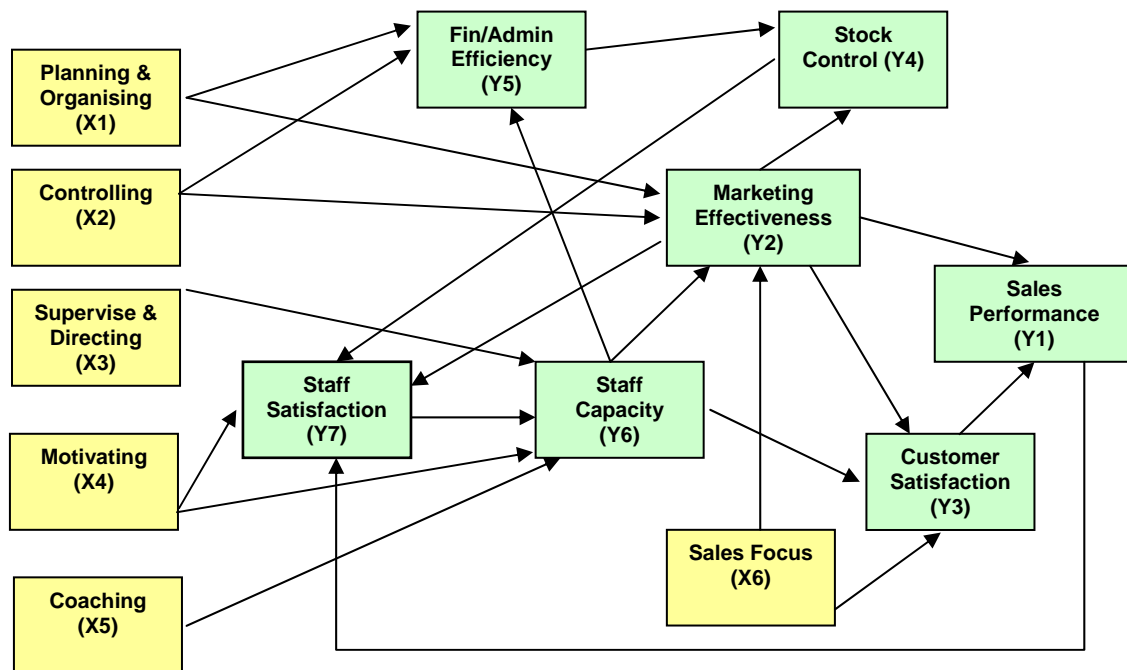 Fin/Admin
Efficiency
(Y5)
Stock
Control (Y4)
Planning &
Organising
(X1)
Controlling
(X2)
Marketing
Effectiveness
(Y2)
Supervise &
Directing
(X3)
Sales
Performance
(Y1)
Staff
Satisfaction
(Y7)
Staff
Capacity
(Y6)
Motivating
(X4)
Customer
Satisfaction
(Y3)
Sales Focus
(X6)
Coaching
(X5)